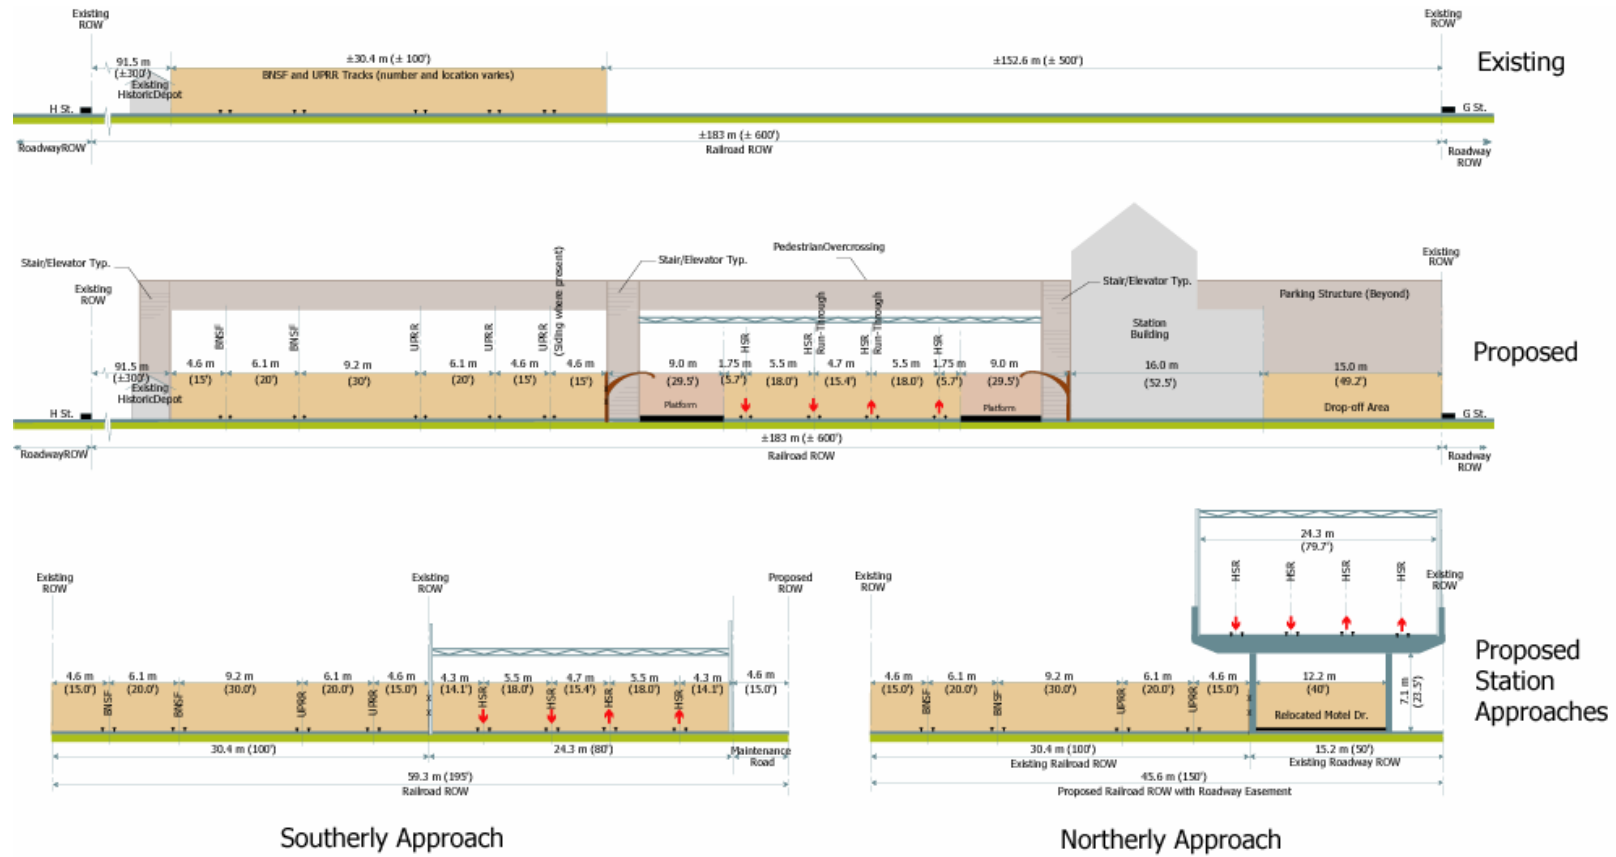 Existing
ROW
Existing
ROW
Existing
91.5 m
(±300')
±30.4 m (± 100')
±152.6 m (± 500')
BNSF and UPRR Tracks (number and location varies)
Existing
HistoricDepot
H St.
G St.
±183 m (± 600')
RoadwayROW
Railroad ROW
Roadway
ROW
PedestrianOvercrossing
Stair/Elevator Typ.
Stair/Elevator Typ.
Stair/Elevator Typ.
Existing
ROW
Existing
ROW
Parking Structure (Beyond)
Station
Building
BNSF
BNSF
UPRR
UPRR
UPRR
(Siding where present)
HSR
HSR
Run-Through
HSR
Run-Through
HSR
Proposed
91.5 m
(±300')
4.6 m
(15')
6.1 m
(20')
9.2 m
(30')
6.1 m
(20')
4.6 m
(15')
4.6 m
(15')
9.0 m
(29.5')
1.75 m
(5.7')
5.5 m
(18.0')
4.7 m
(15.4')
5.5 m
(18.0')
1.75 m
(5.7')
9.0 m
(29.5')
16.0 m
(52.5')
15.0 m
(49.2')
Existing
HistoricDepot
Platform
Platform
Drop-off Area
H St.
G St.
±183 m (± 600')
RoadwayROW
Railroad ROW
Roadway
ROW
Existing
ROW
Existing
ROW
Proposed
ROW
4.6 m
(15.0')
6.1 m
(20.0')
9.2 m
(30.0')
6.1 m
(20.0')
4.6 m
(15.0')
4.3 m
(14.1')
5.5 m
(18.0')
4.7 m
(15.4')
5.5 m
(18.0')
4.3 m
(14.1')
4.6 m
(15.0')
BNSF
BNSF
UPRR
UPRR
HSR
HSR
HSR
HSR
30.4 m (100')
24.3 m (80')
Maintenance
Road
59.3 m (195')
Railroad ROW
Southerly Approach
24.3 m
(79.7')
HSR
HSR
HSR
HSR
Existing
ROW
Existing
ROW
4.6 m
(15.0')
6.1 m
(20.0')
9.2 m
(30.0')
6.1 m
(20.0')
4.6 m
(15.0')
12.2 m
(40')
7.1 m
(23.5')
BNSF
BNSF
UPRR
UPRR
Relocated Motel Dr.
30.4 m (100')
Existing Railroad ROW
15.2 m (50')
Existing Roadway ROW
45.6 m (150')
Proposed Railroad ROW with Roadway Easement
Northerly Approach
Proposed
Station
Approaches